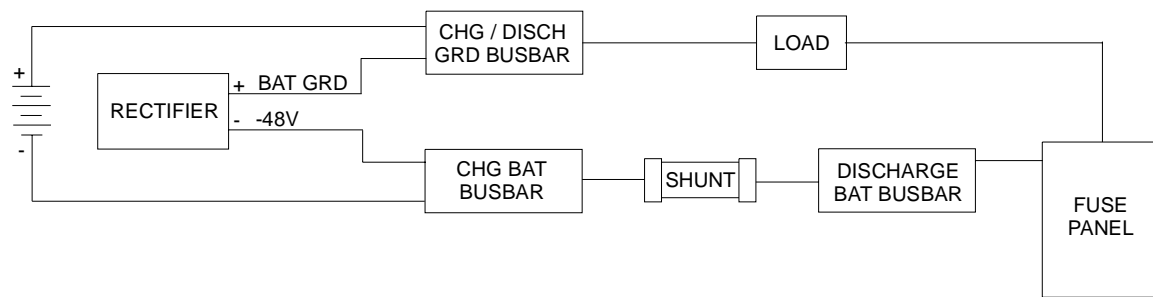 CHG / DISCH
GRD BUSBAR
LOAD
+
+ BAT GRD
RECTIFIER
- -48V
-
CHG BAT
BUSBAR
SHUNT
DISCHARGE
BAT BUSBAR
FUSE
PANEL